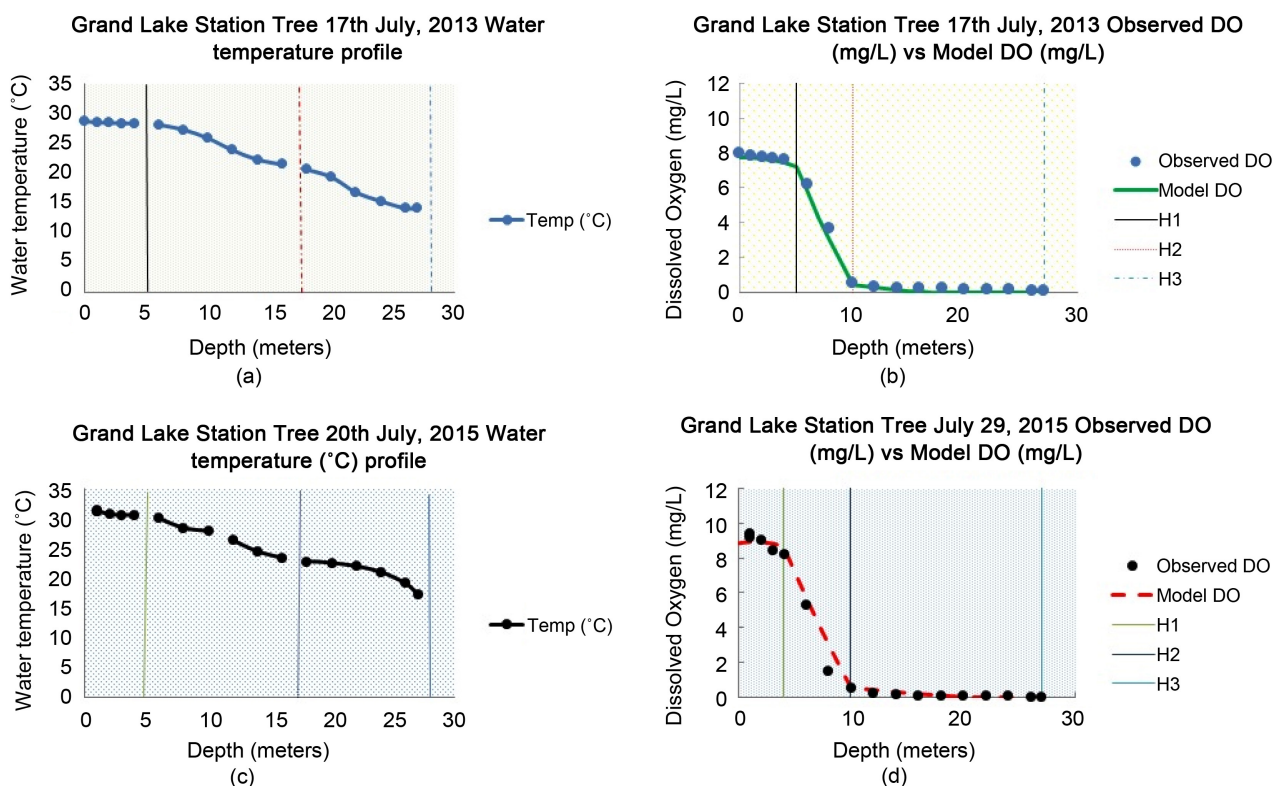 Grand Lake Station Tree 17th July, 2013 Water
temperature profile
Water temperature (˚C)
35
30
25
20
15
10
5
0
0 5 10 15 20 25 30
Depth (meters)
Temp (˚C)
(a)
Grand Lake Station Tree 17th July, 2013 Observed DO
(mg/L) vs Model DO (mg/L)
Dissolved Oxygen (mg/L)
12
10
8
6
4
2
0
0 10 20 30
Depth (meters)
Observed DO
Model DO
H1
H2
H3
(b)
Grand Lake Station Tree 20th July, 2015 Water
temperature (˚C) profile
Water temperature (˚C)
35
30
25
20
15
10
5
0
0 5 10 15 20 25 30
Depth (meters)
Temp (˚C)
(c)
Grand Lake Station Tree July 29, 2015 Observed DO
(mg/L) vs Model DO (mg/L)
Dissolved Oxygen (mg/L)
12
10
8
6
4
2
0
0 10 20 30
Depth (meters)
Observed DO
Model DO
H1
H2
H3
(d)